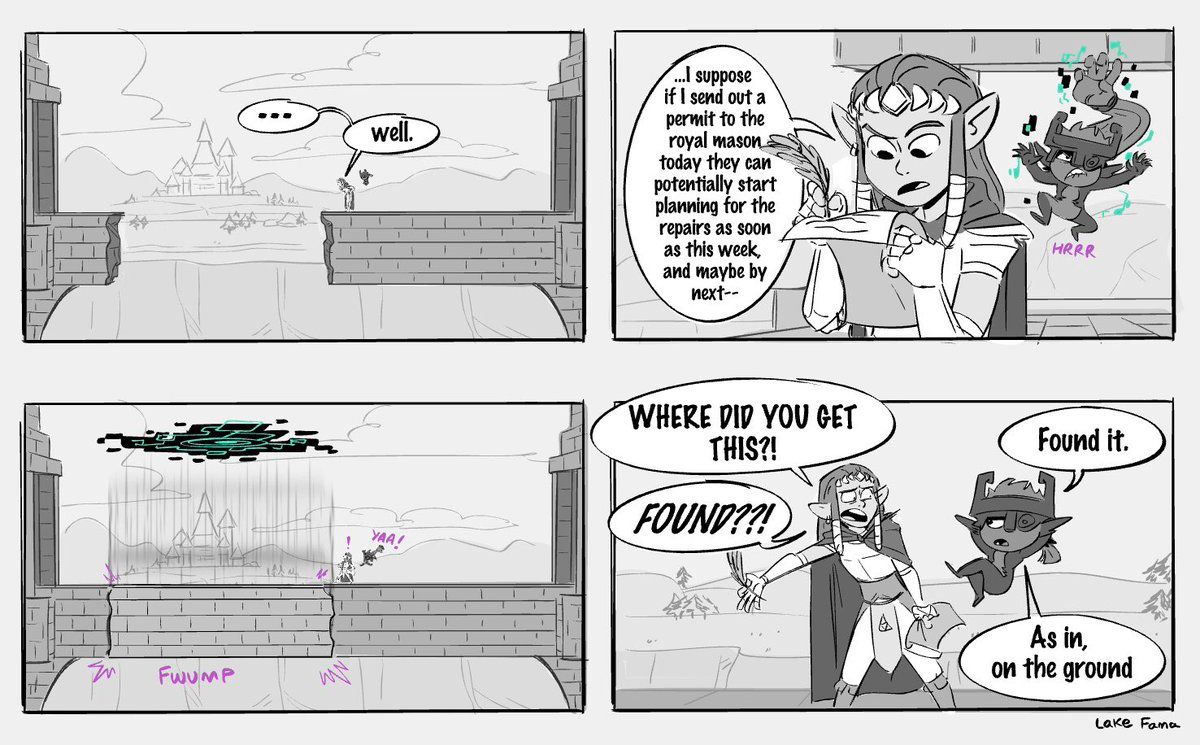 ...
well.
...I suppose
if I send out a
permit to the
royal mason
today they can
potentially start
planning for the
repairs as soon
as this week,
and maybe by
next--
HRRR
!
YAA!
FWUMP
WHERE DID YOU GET
THIS?!
Found it.
FOUND??!
As in,
on the ground
Lake Fama